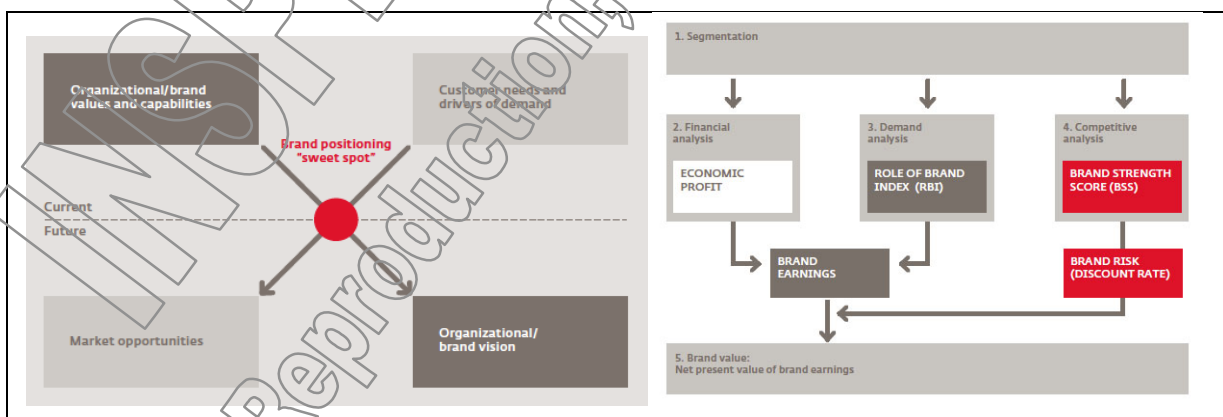 Organizational/brand
values and capabilities
Customer needs and
drivers of demand
Brand positioning
"sweet spot"
Current
Future
Market opportunities
Organizational/
brand vision
1. Segmentation
2. Financial
analysis
ECONOMIC
PROFIT
3. Demand
analysis
ROLE OF BRAND
INDEX (RBI)
4. Competitive
analysis
BRAND STRENGTH
SCORE (BSS)
BRAND
EARNINGS
BRAND RISK
(DISCOUNT RATE)
5. Brand value:
Net present value of brand earnings
Reproduction,